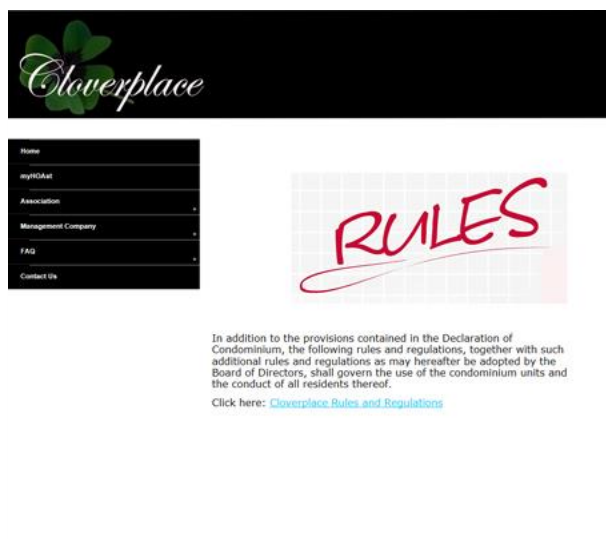 Cloverplace
Home
myHOAst
Association
Management Company
FAQ
Contact Us
RULES
In addition to the provisions contained in the Declaration of
Condominium, the following rules and regulations, together with such
additional rules and regulations as may hereafter be adopted by the
Board of Directors, shall govern the use of the condominium units and
the conduct of all residents thereof.
Click here: Cloverplace Rules and Regulations